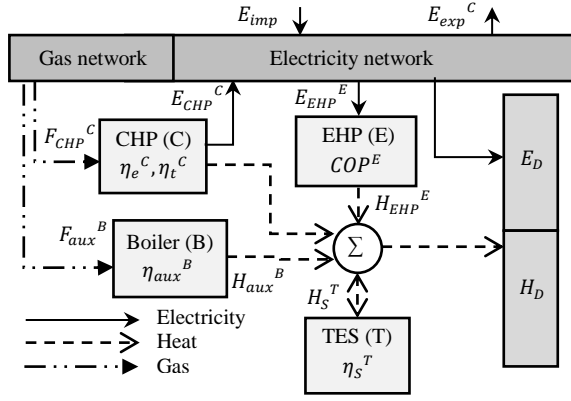 E_imp
E_exp^C
Gas network
Electricity network
E_CHP^C
E_EHP^E
F_CHP^C
CHP (C)
η_e^C, η_t^C
EHP (E)
COP^E
E_D
H_EHP^E
F_aux^B
Boiler (B)
η_aux^B
H_aux^B
Σ
H_D
H_S^T
Electricity
Heat
Gas
TES (T)
η_S^T